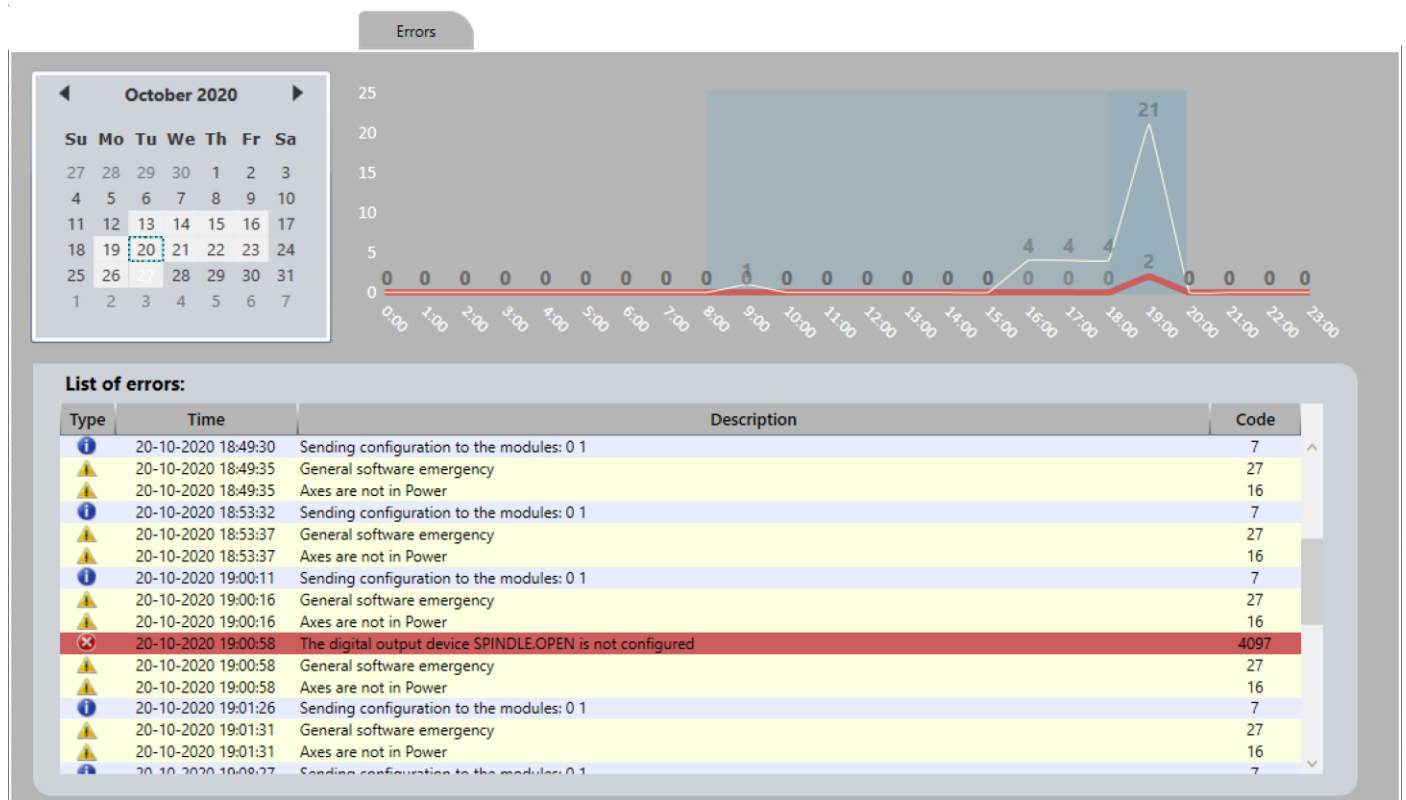 Errors
October 2020
Su Mo Tu We Th Fr Sa
27 28 29 30 1 2 3
4 5 6 7 8 9 10
11 12 13 14 15 16 17
18 19 20 21 22 23 24
25 26 27 28 29 30 31
1 2 3 4 5 6 7
25
20
15
10
5
0
21
4 4 4
2
0 0 0 0 0 0 0 0 0 1 0 0 0 0 0 0 0 0 0 0 0 0 0
0:00 1:00 2:00 3:00 4:00 5:00 6:00 7:00 8:00 9:00 10:00 11:00 12:00 13:00 14:00 15:00 16:00 17:00 18:00 19:00 20:00 21:00 22:00 23:00
List of errors:
Type Time Description Code
20-10-2020 18:49:30 Sending configuration to the modules: 0 1 7
20-10-2020 18:49:35 General software emergency 27
20-10-2020 18:49:35 Axes are not in Power 16
20-10-2020 18:53:32 Sending configuration to the modules: 0 1 7
20-10-2020 18:53:37 General software emergency 27
20-10-2020 18:53:37 Axes are not in Power 16
20-10-2020 19:00:11 Sending configuration to the modules: 0 1 7
20-10-2020 19:00:16 General software emergency 27
20-10-2020 19:00:16 Axes are not in Power 16
20-10-2020 19:00:58 The digital output device SPINDLE.OPEN is not configured 4097
20-10-2020 19:00:58 General software emergency 27
20-10-2020 19:00:58 Axes are not in Power 16
20-10-2020 19:01:26 Sending configuration to the modules: 0 1 7
20-10-2020 19:01:31 General software emergency 27
20-10-2020 19:01:31 Axes are not in Power 16
20-10-2020 19:08:27 Sending configuration to the modules: 0 1 7